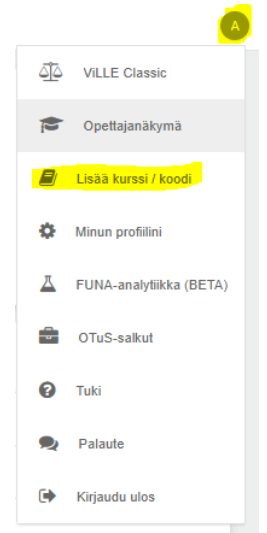 A
ViLLE Classic
Opettajanäkymä
Lisää kurssi / koodi
Minun profiilini
FUNA-analytiikka (BETA)
OTuS-salkut
Tuki
Palaute
Kirjaudu ulos